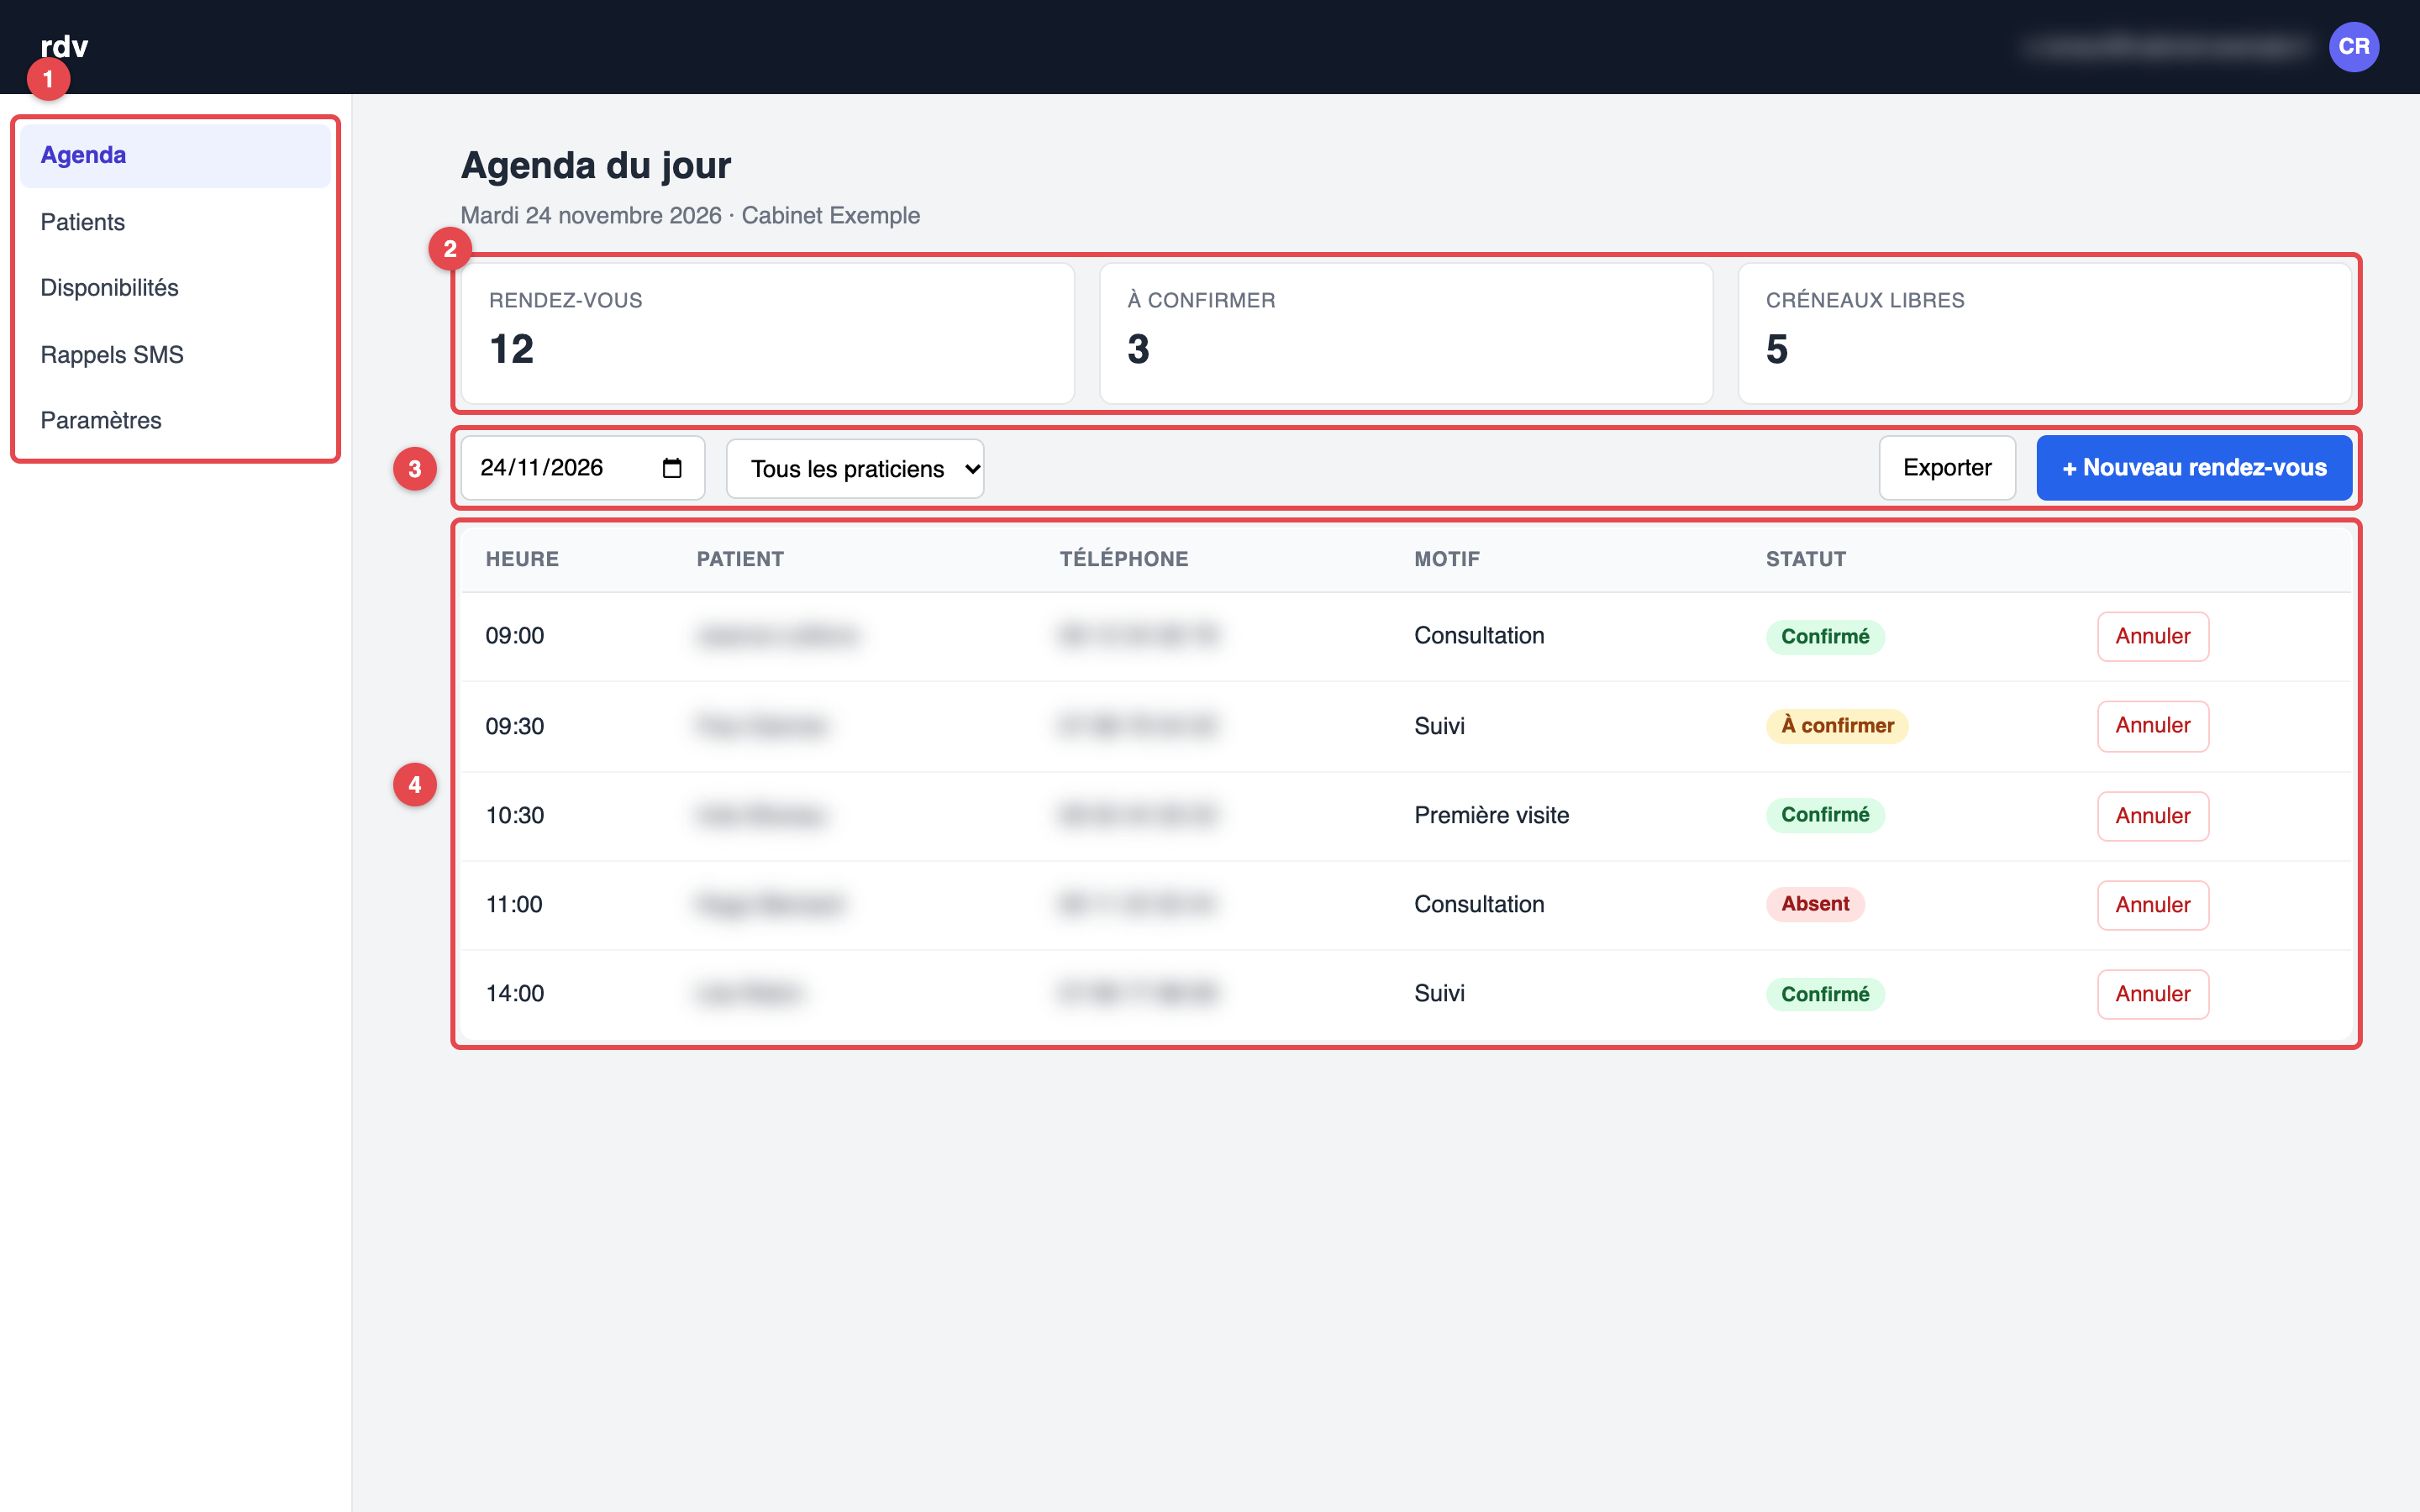 rdv
CR
1
Agenda
Patients
Disponibilités
Rappels SMS
Paramètres
Agenda du jour
Mardi 24 novembre 2026 · Cabinet Exemple
2
RENDEZ-VOUS À CONFIRMER CRÉNEAUX LIBRES
12 3 5
3
24/11/2026 Tous les praticiens Exporter + Nouveau rendez-vous
4
HEURE PATIENT TÉLÉPHONE MOTIF STATUT
09:00 Consultation Confirmé Annuler
09:30 Suivi À confirmer Annuler
10:30 Première visite Confirmé Annuler
11:00 Consultation Absent Annuler
14:00 Suivi Confirmé Annuler